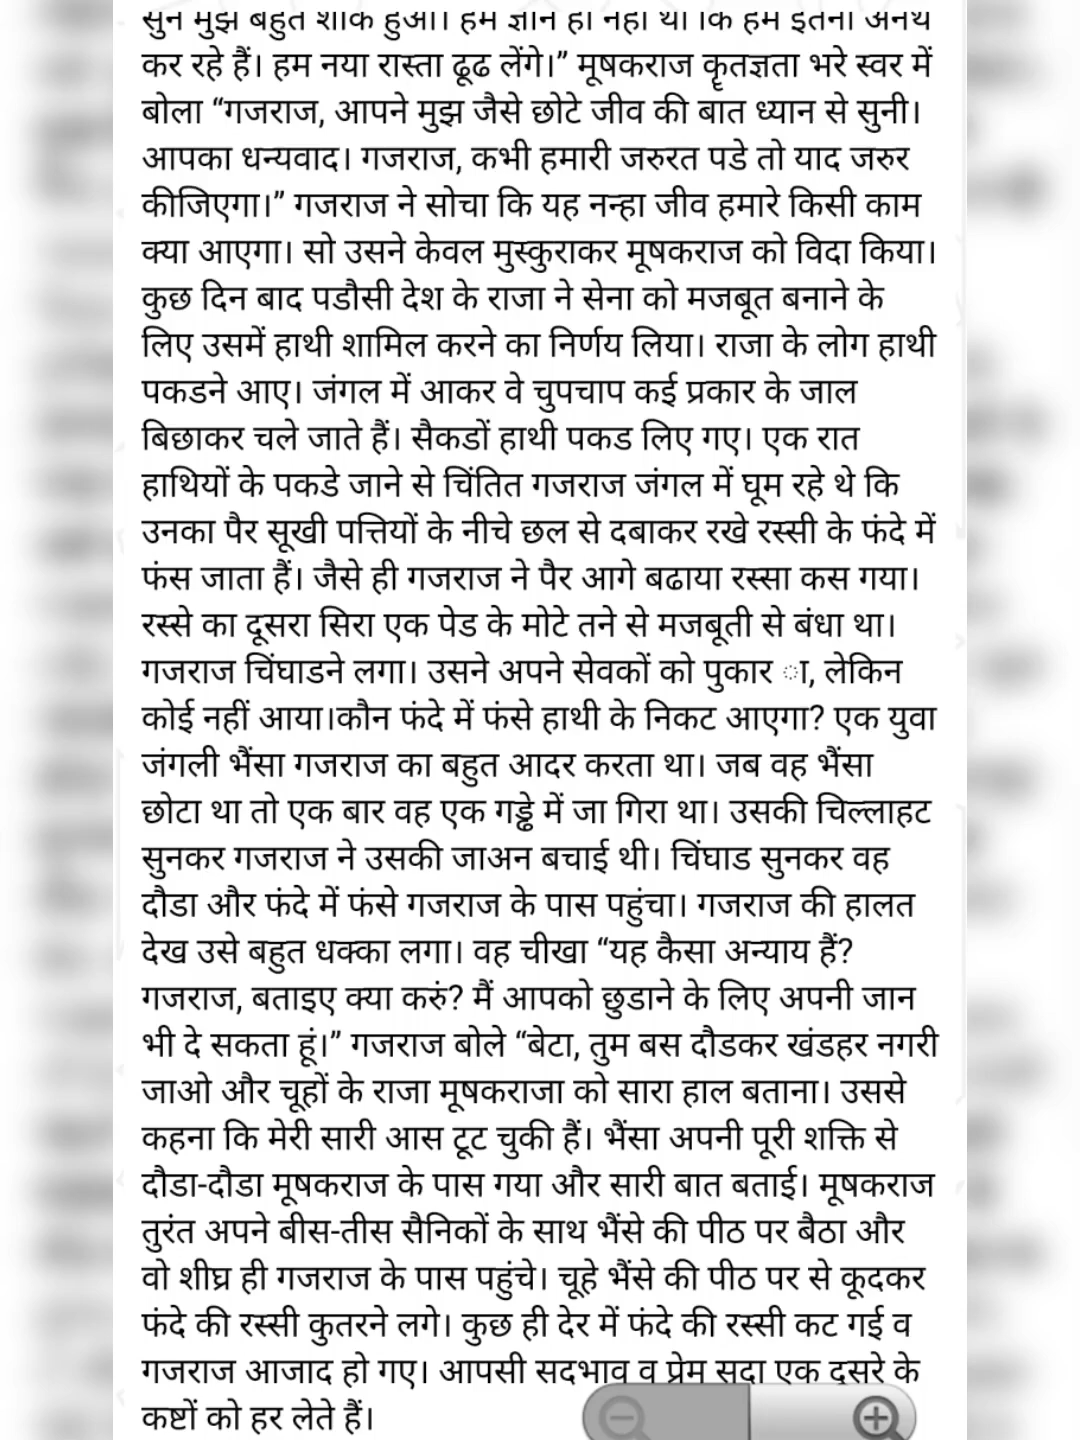 सुन मुझे बहुत शोक हुआ। हमें ज्ञान ही नहीं था कि हम इतना अनर्थ
कर रहे हैं। हम नया रास्ता ढूढ लेंगे।” मूषकराज कृतज्ञता भरे स्वर में
बोला “गजराज, आपने मुझ जैसे छोटे जीव की बात ध्यान से सुनी।
आपका धन्यवाद। गजराज, कभी हमारी जरुरत पडे तो याद जरुर
कीजिएगा।” गजराज ने सोचा कि यह नन्हा जीव हमारे किसी काम
क्या आएगा। सो उसने केवल मुस्कुराकर मूषकराज को विदा किया।
कुछ दिन बाद पडौसी देश के राजा ने सेना को मजबूत बनाने के
लिए उसमें हाथी शामिल करने का निर्णय लिया। राजा के लोग हाथी
पकडने आए। जंगल में आकर वे चुपचाप कई प्रकार के जाल
बिछाकर चले जाते हैं। सैकडों हाथी पकड लिए गए। एक रात
हाथियों के पकडे जाने से चिंतित गजराज जंगल में घूम रहे थे कि
उनका पैर सूखी पत्तियों के नीचे छल से दबाकर रखे रस्सी के फंदे में
फंस जाता हैं। जैसे ही गजराज ने पैर आगे बढाया रस्सा कस गया।
रस्से का दूसरा सिरा एक पेड के मोटे तने से मजबूती से बंधा था।
गजराज चिंघाडने लगा। उसने अपने सेवकों को पुकार ा, लेकिन
कोई नहीं आया।कौन फंदे में फंसे हाथी के निकट आएगा? एक युवा
जंगली भैंसा गजराज का बहुत आदर करता था। जब वह भैंसा
छोटा था तो एक बार वह एक गड्ढे में जा गिरा था। उसकी चिल्लाहट
सुनकर गजराज ने उसकी जाअन बचाई थी। चिंघाड सुनकर वह
दौडा और फंदे में फंसे गजराज के पास पहुंचा। गजराज की हालत
देख उसे बहुत धक्का लगा। वह चीखा “यह कैसा अन्याय हैं?
गजराज, बताइए क्या करुं? मैं आपको छुडाने के लिए अपनी जान
भी दे सकता हूं।” गजराज बोले “बेटा, तुम बस दौडकर खंडहर नगरी
जाओ और चूहों के राजा मूषकराजा को सारा हाल बताना। उससे
कहना कि मेरी सारी आस टूट चुकी हैं। भैंसा अपनी पूरी शक्ति से
दौडा-दौडा मूषकराज के पास गया और सारी बात बताई। मूषकराज
तुरंत अपने बीस-तीस सैनिकों के साथ भैंसे की पीठ पर बैठा और
वो शीघ्र ही गजराज के पास पहुंचे। चूहे भैंसे की पीठ पर से कूदकर
फंदे की रस्सी कुतरने लगे। कुछ ही देर में फंदे की रस्सी कट गई व
गजराज आजाद हो गए। आपसी सदभाव व प्रेम सदा एक दूसरे के
कष्टों को हर लेते हैं।